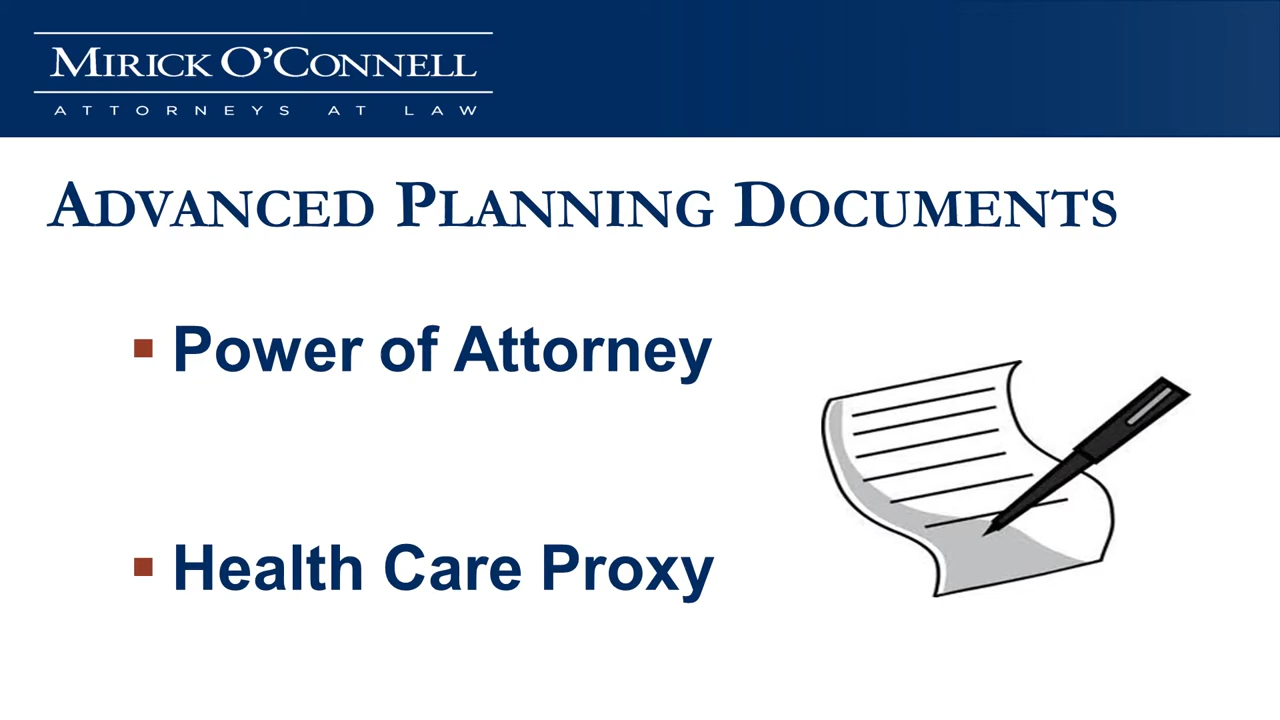 MIRICK O’CONNELL
ATTORNEYS AT LAW
ADVANCED PLANNING DOCUMENTS
Power of Attorney
Health Care Proxy